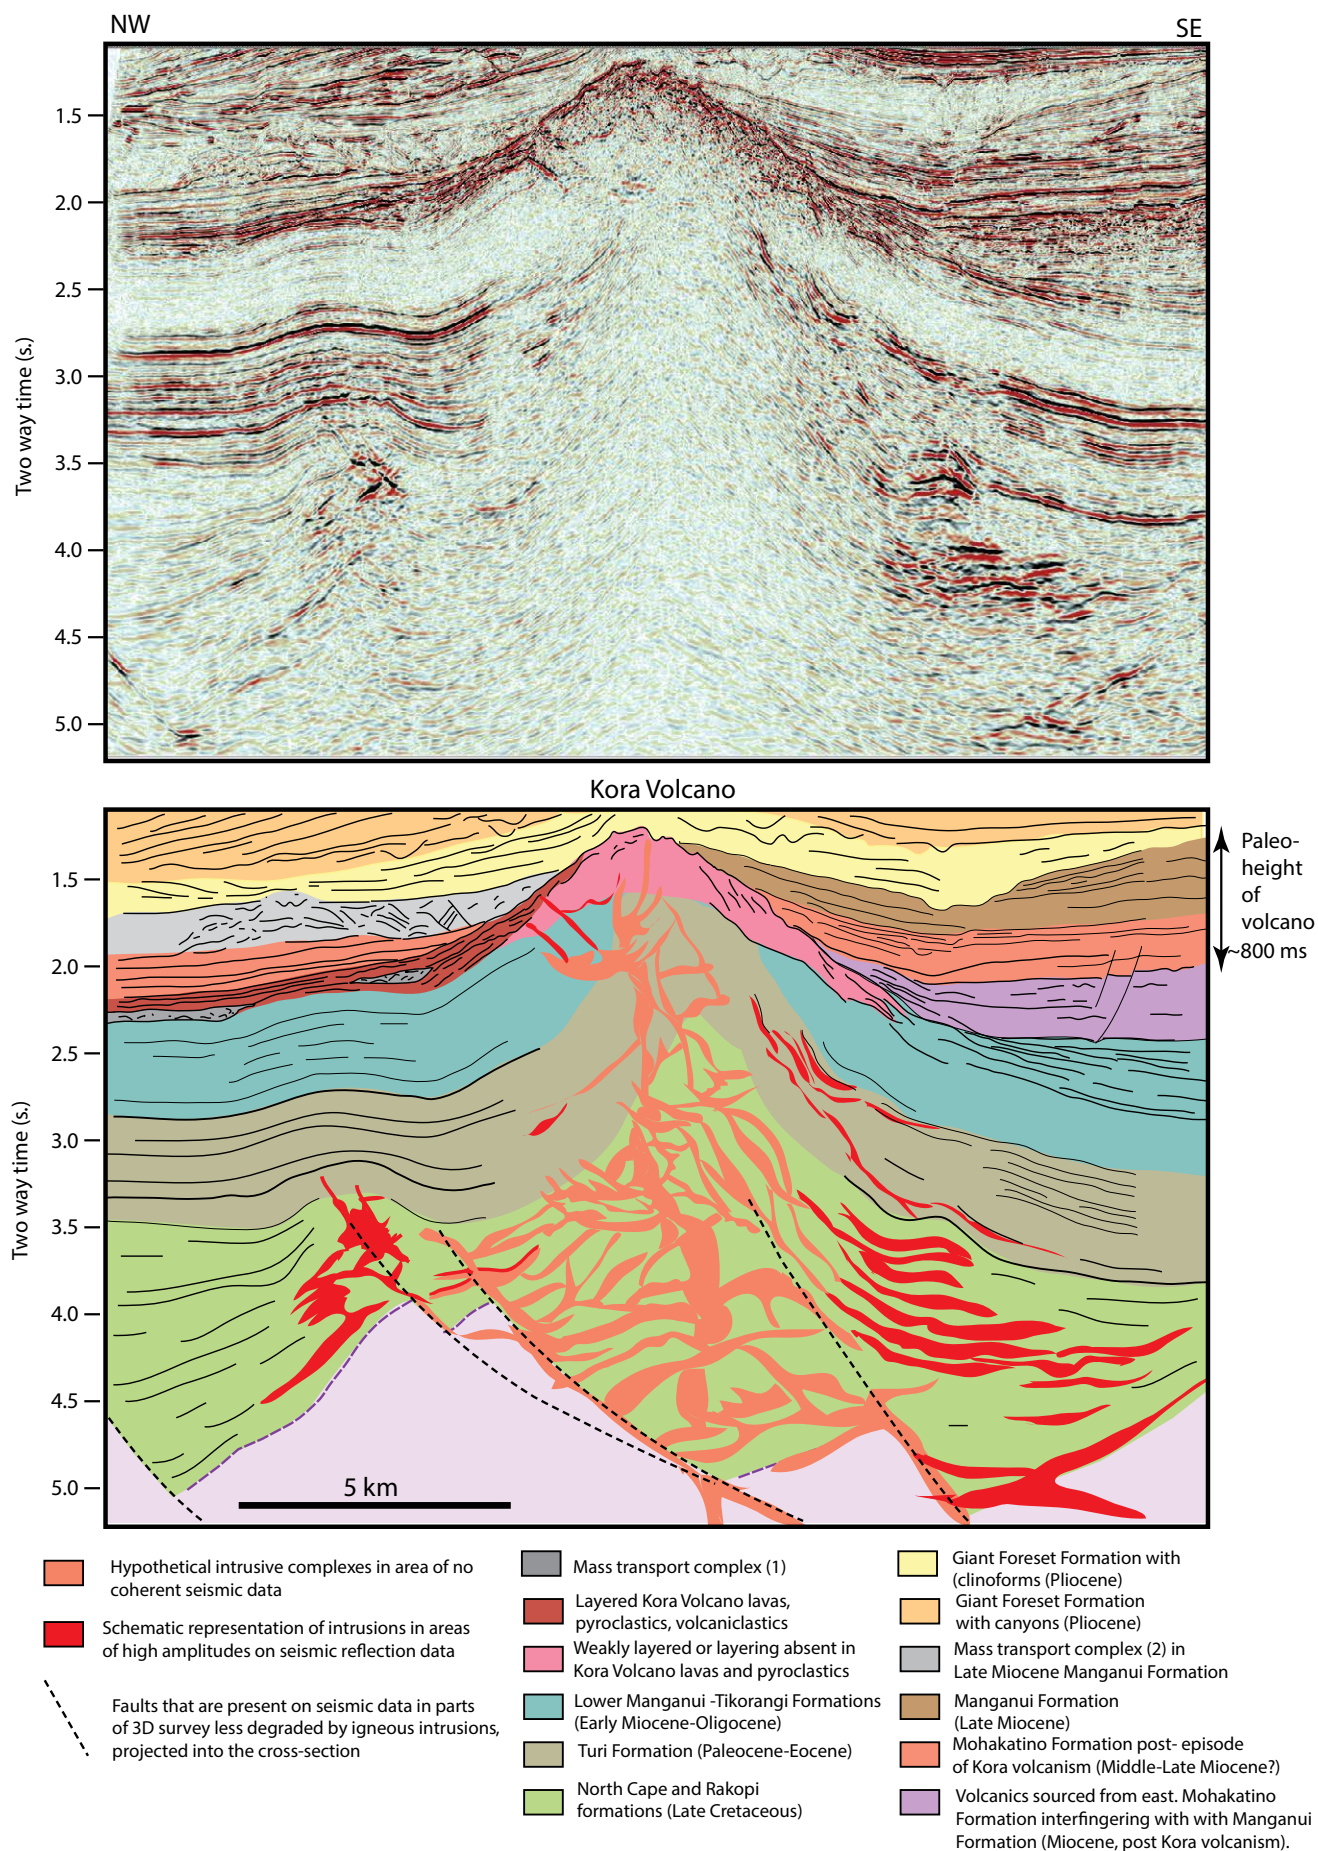 NW
SE
1.5
2.0
2.5
3.0
3.5
4.0
4.5
5.0
Two way time (s.)
Kora Volcano
1.5
2.0
2.5
3.0
3.5
4.0
4.5
5.0
Two way time (s.)
Paleo-
height
of
volcano
~800 ms
5 km
Hypothetical intrusive complexes in area of no
coherent seismic data
Schematic representation of intrusions in areas
of high amplitudes on seismic reflection data
Faults that are present on seismic data in parts
of 3D survey less degraded by igneous intrusions,
projected into the cross-section
Mass transport complex (1)
Layered Kora Volcano lavas,
pyroclastics, volcaniclastics
Weakly layered or layering absent in
Kora Volcano lavas and pyroclastics
Lower Manganui -Tikorangi Formations
(Early Miocene-Oligocene)
Turi Formation (Paleocene-Eocene)
North Cape and Rakopi
formations (Late Cretaceous)
Giant Foreset Formation with
(clinoforms (Pliocene)
Giant Foreset Formation
with canyons (Pliocene)
Mass transport complex (2) in
Late Miocene Manganui Formation
Manganui Formation
(Late Miocene)
Mohakatino Formation post- episode
of Kora volcanism (Middle-Late Miocene?)
Volcanics sourced from east. Mohakatino
Formation interfingering with with Manganui
Formation (Miocene, post Kora volcanism).